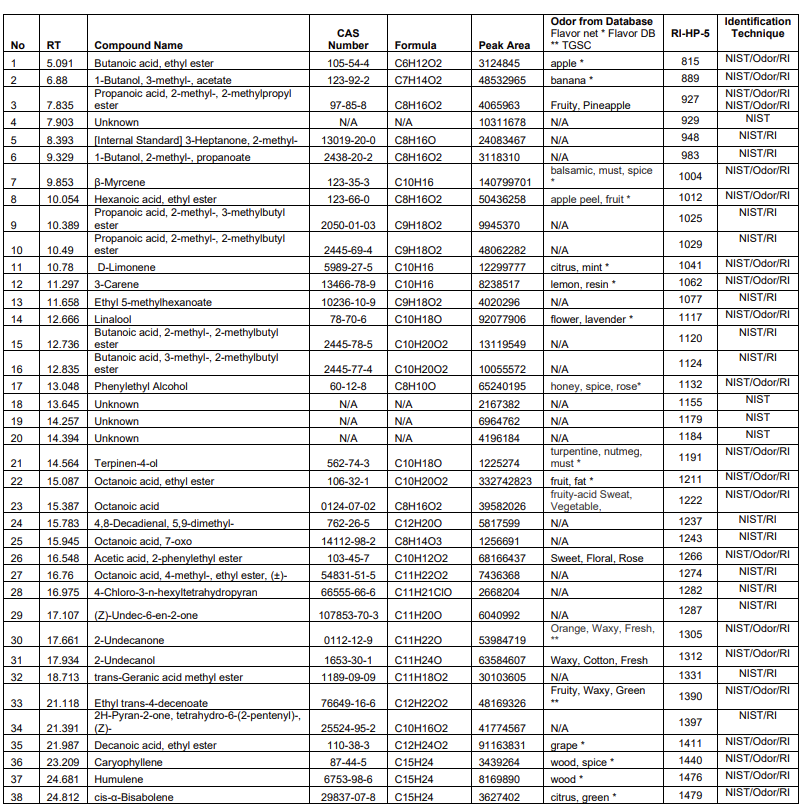 No RT Compound Name CAS Number Formula Peak Area Odor from Database Flavor net * Flavor DB ** TGSC RI-HP-5 Identification Technique
1 5.091 Butanoic acid, ethyl ester 105-54-4 C6H12O2 3124845 apple * 815 NIST/Odor/RI
2 6.88 1-Butanol, 3-methyl-, acetate 123-92-2 C7H14O2 48532965 banana * 889 NIST/Odor/RI
3 7.835 Propanoic acid, 2-methyl-, 2-methylpropyl ester 97-85-8 C8H16O2 4065963 Fruity, Pineapple 927 NIST/Odor/RI NIST/Odor/RI
4 7.903 Unknown N/A N/A 10311678 N/A 929 NIST
5 8.393 [Internal Standard] 3-Heptanone, 2-methyl- 13019-20-0 C8H16O 24083467 N/A 948 NIST/RI
6 9.329 1-Butanol, 2-methyl-, propanoate 2438-20-2 C8H16O2 3118310 N/A 983 NIST/RI
7 9.853 β-Myrcene 123-35-3 C10H16 140799701 balsamic, must, spice * 1004 NIST/Odor/RI
8 10.054 Hexanoic acid, ethyl ester 123-66-0 C8H16O2 50436258 apple peel, fruit * 1012 NIST/Odor/RI
9 10.389 Propanoic acid, 2-methyl-, 3-methylbutyl ester 2050-01-03 C9H18O2 9945370 N/A 1025 NIST/RI
10 10.49 Propanoic acid, 2-methyl-, 2-methylbutyl ester 2445-69-4 C9H18O2 48062282 N/A 1029 NIST/RI
11 10.78 D-Limonene 5989-27-5 C10H16 12299777 citrus, mint * 1041 NIST/Odor/RI
12 11.297 3-Carene 13466-78-9 C10H16 8238517 lemon, resin * 1062 NIST/Odor/RI
13 11.658 Ethyl 5-methylhexanoate 10236-10-9 C9H18O2 4020296 N/A 1077 NIST/RI
14 12.666 Linalool 78-70-6 C10H18O 92077906 flower, lavender * 1117 NIST/Odor/RI
15 12.736 Butanoic acid, 2-methyl-, 2-methylbutyl ester 2445-78-5 C10H20O2 13119549 N/A 1120 NIST/RI
16 12.835 Butanoic acid, 3-methyl-, 2-methylbutyl ester 2445-77-4 C10H20O2 10055572 N/A 1124 NIST/RI
17 13.048 Phenylethyl Alcohol 60-12-8 C8H10O 65240195 honey, spice, rose* 1132 NIST/Odor/RI
18 13.645 Unknown N/A N/A 2167382 N/A 1155 NIST
19 14.257 Unknown N/A N/A 6964762 N/A 1179 NIST
20 14.394 Unknown N/A N/A 4196184 N/A 1184 NIST
21 14.564 Terpinen-4-ol 562-74-3 C10H18O 1225274 turpentine, nutmeg, must * 1191 NIST/Odor/RI
22 15.087 Octanoic acid, ethyl ester 106-32-1 C10H20O2 332742823 fruit, fat * 1211 NIST/Odor/RI
23 15.387 Octanoic acid 0124-07-02 C8H16O2 39582026 fruity-acid Sweat, Vegetable, 1222 NIST/Odor/RI
24 15.783 4,8-Decadienal, 5,9-dimethyl- 762-26-5 C12H20O 5817599 N/A 1237 NIST/RI
25 15.945 Octanoic acid, 7-oxo 14112-98-2 C8H14O3 1256691 N/A 1243 NIST/RI
26 16.548 Acetic acid, 2-phenylethyl ester 103-45-7 C10H12O2 68166437 Sweet, Floral, Rose 1266 NIST/Odor/RI
27 16.76 Octanoic acid, 4-methyl-, ethyl ester, (±)- 54831-51-5 C11H22O2 7436368 N/A 1274 NIST/RI
28 16.975 4-Chloro-3-n-hexyltetrahydropyran 66555-66-6 C11H21ClO 2668204 N/A 1282 NIST/RI
29 17.107 (Z)-Undec-6-en-2-one 107853-70-3 C11H20O 6040992 N/A 1287 NIST/RI
30 17.661 2-Undecanone 0112-12-9 C11H22O 53984719 Orange, Waxy, Fresh, ** 1305 NIST/Odor/RI
31 17.934 2-Undecanol 1653-30-1 C11H24O 63584607 Waxy, Cotton, Fresh 1312 NIST/Odor/RI
32 18.713 trans-Geranic acid methyl ester 1189-09-09 C11H18O2 30103605 N/A 1331 NIST/RI
33 21.118 Ethyl trans-4-decenoate 76649-16-6 C12H22O2 48169326 Fruity, Waxy, Green ** 1390 NIST/Odor/RI
34 21.391 2H-Pyran-2-one, tetrahydro-6-(2-pentenyl)-, (Z)- 25524-95-2 C10H16O2 41774567 N/A 1397 NIST/RI
35 21.987 Decanoic acid, ethyl ester 110-38-3 C12H24O2 91163831 grape * 1411 NIST/Odor/RI
36 23.209 Caryophyllene 87-44-5 C15H24 3439264 wood, spice * 1440 NIST/Odor/RI
37 24.681 Humulene 6753-98-6 C15H24 8169890 wood * 1476 NIST/Odor/RI
38 24.812 cis-α-Bisabolene 29837-07-8 C15H24 3627402 citrus, green * 1479 NIST/Odor/RI